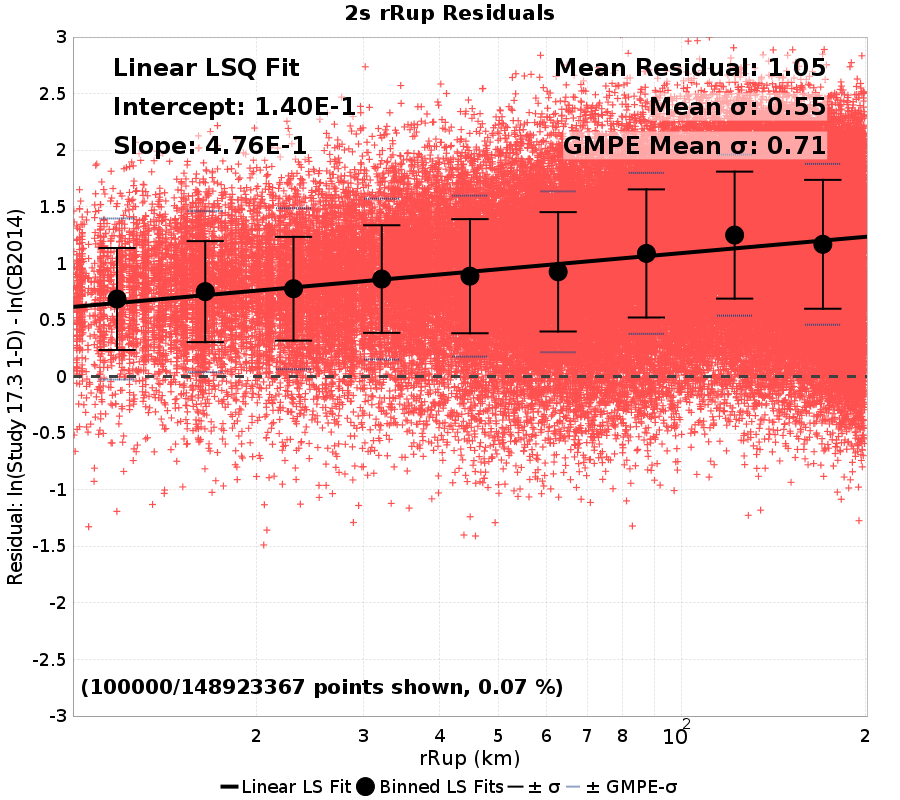 2s rRup Residuals
Linear LSQ Fit
Intercept: 1.40E-1
Slope: 4.76E-1
Mean Residual: 1.05
Mean σ: 0.55
GMPE Mean σ: 0.71
Residual: ln(Study 17.3 1-D) - ln(CB2014)
3
2.5
2
1.5
1
0.5
0
-0.5
-1
-1.5
-2
-2.5
-3
(100000/148923367 points shown, 0.07 %)
2 3 4 5 6 7 8 10² 2
rRup (km)
Linear LS Fit Binned LS Fits ± σ ± GMPE-σ